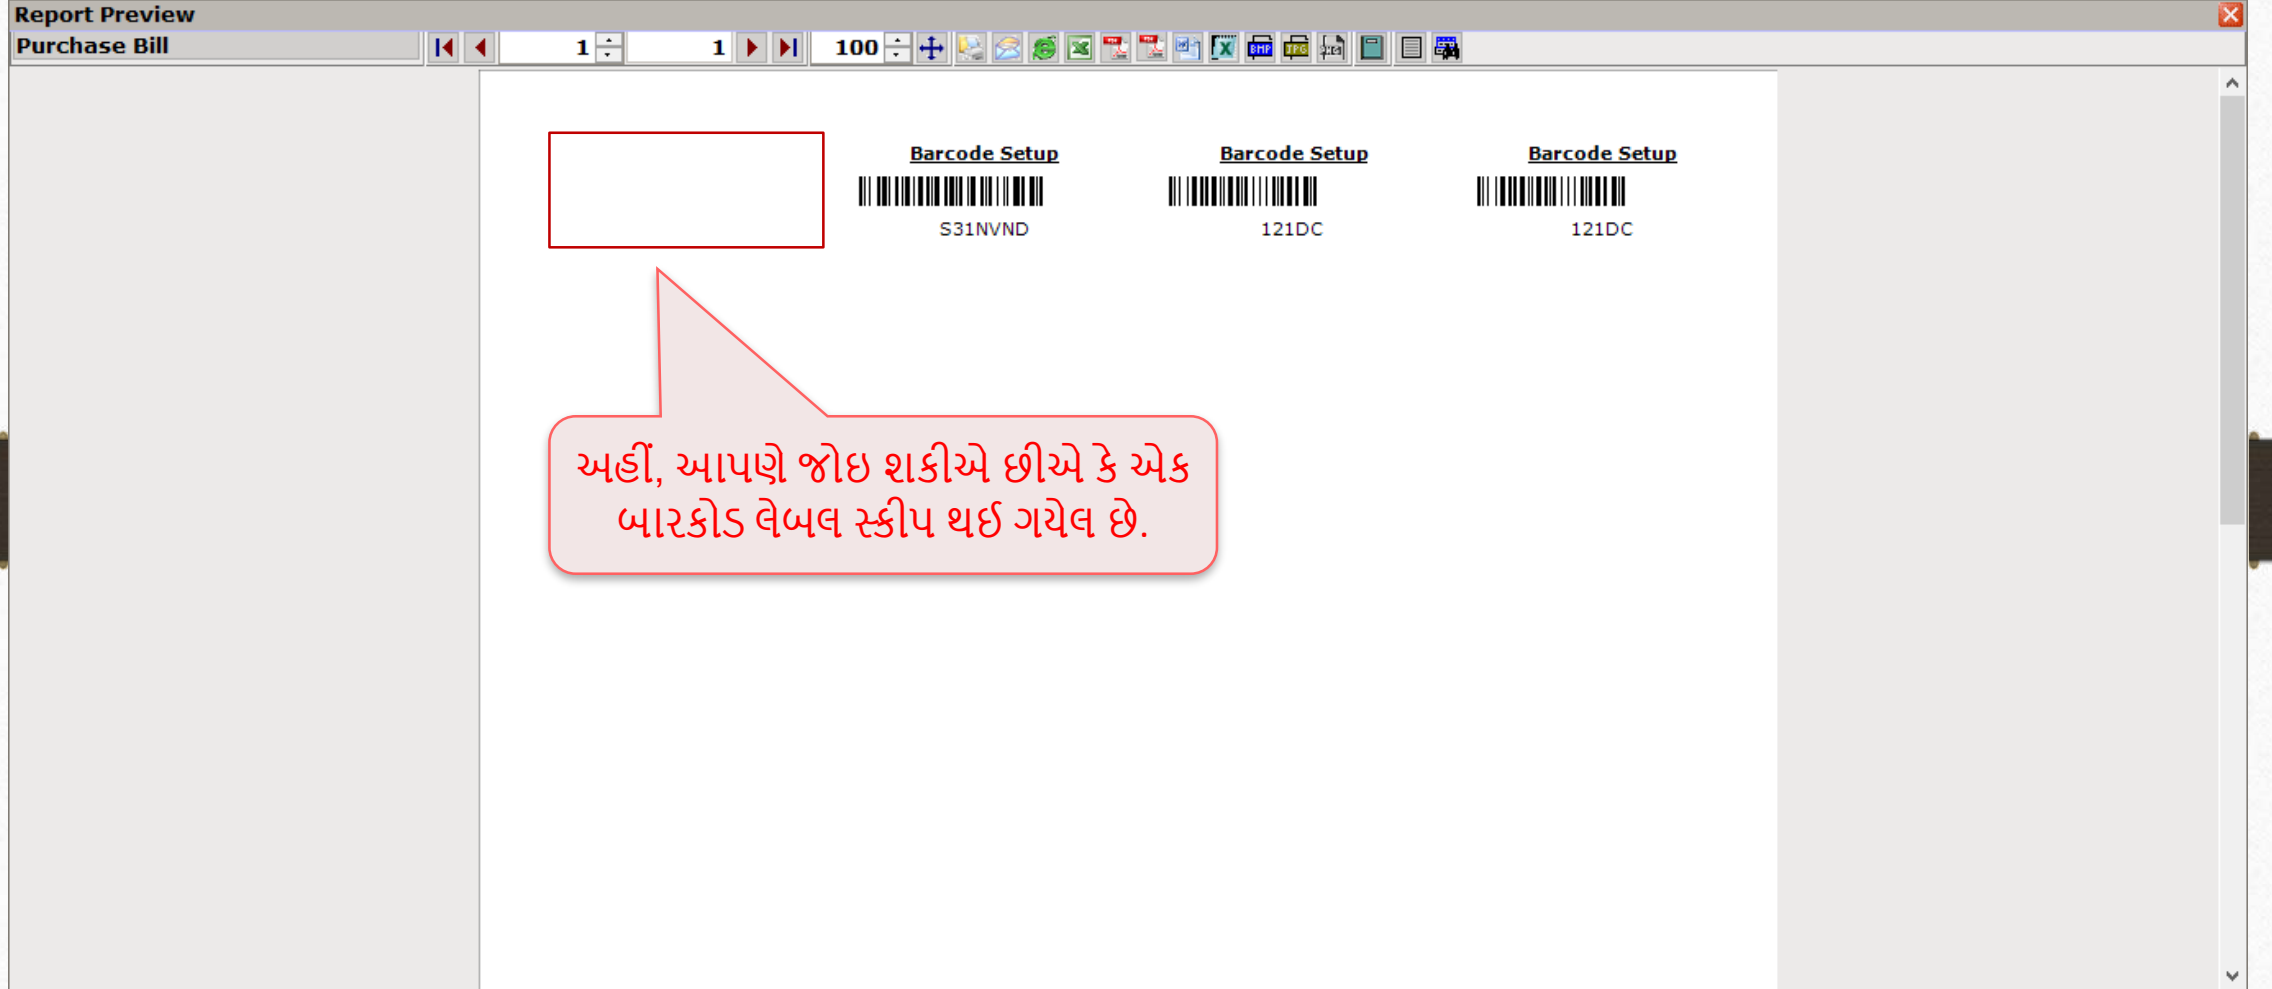 Report Preview
Purchase Bill
1
1
100
Barcode Setup
Barcode Setup
Barcode Setup
S31NVND
121DC
121DC
અહીં, આપણે જોઇ શકીએ છીએ કે એક
બારકોડ લેબલ સ્કીપ થઈ ગયેલ છે.